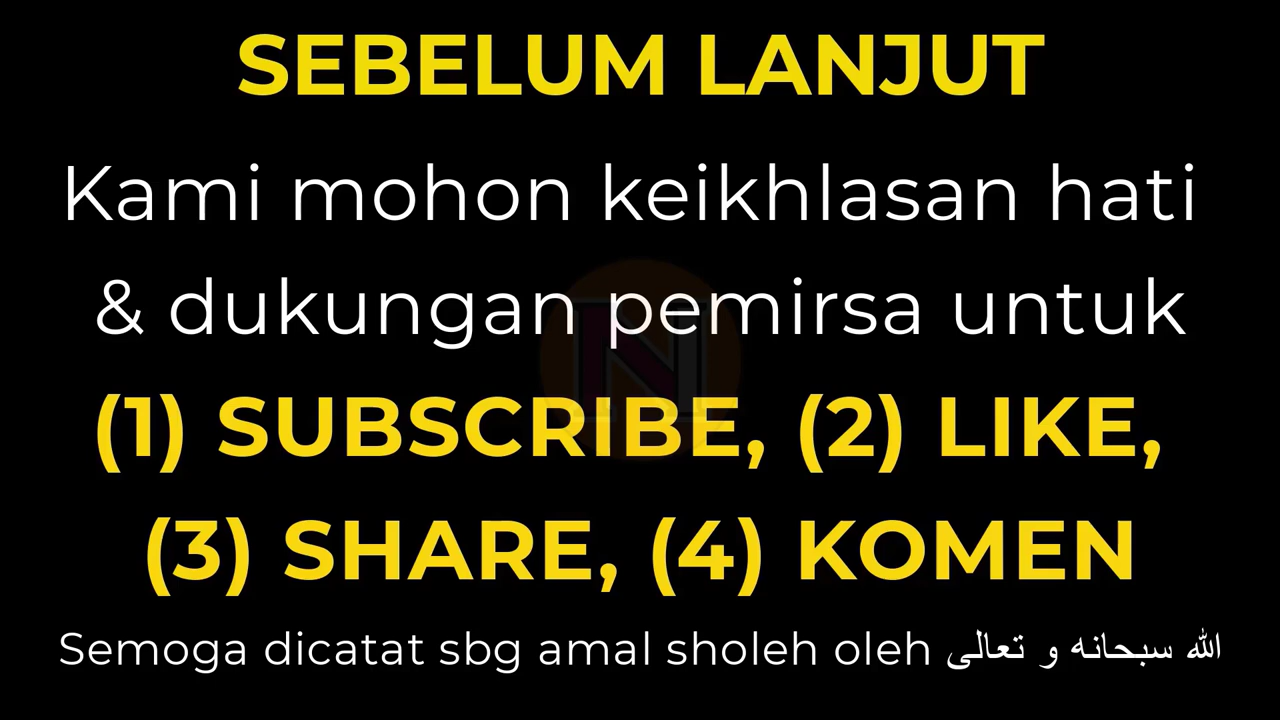 SEBELUM LANJUT
Kami mohon keikhlasan hati
& dukungan pemirsa untuk
(1) SUBSCRIBE, (2) LIKE,
(3) SHARE, (4) KOMEN
Semoga dicatat sbg amal sholeh oleh الله سبحانه و تعالى